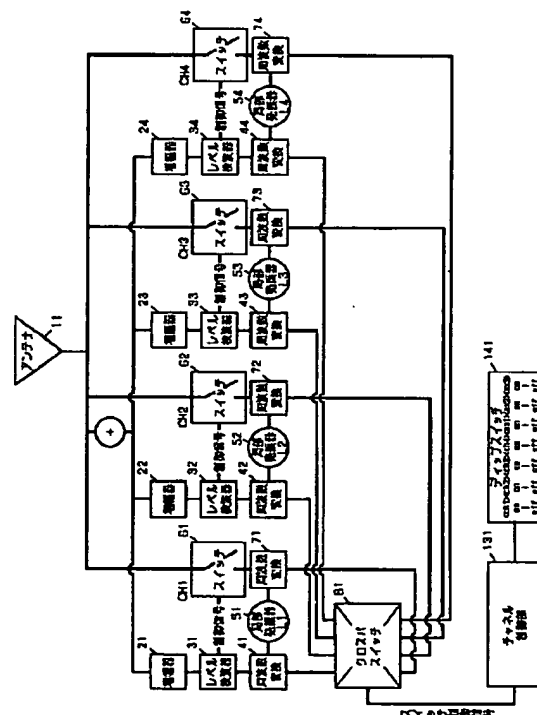 アンテナ
11
+
CH1
G1
スイッチ
CH2
G2
スイッチ
CH3
G3
スイッチ
CH4
G4
スイッチ
21
増幅器
22
増幅器
23
増幅器
24
増幅器
31
レベル検波器
制御信号
32
レベル検波器
制御信号
33
レベル検波器
制御信号
34
レベル検波器
制御信号
41
周波数変換
51
局部発振器
L1
71
周波数変換
42
周波数変換
52
局部発振器
L2
72
周波数変換
43
周波数変換
53
局部発振器
L3
73
周波数変換
44
周波数変換
54
局部発振器
L4
74
周波数変換
81
クロスバスイッチ
131
チャネル制御部
141
ディップスイッチ